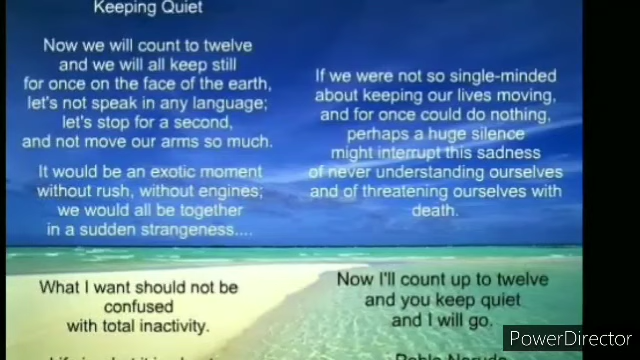 Keeping Quiet
Now we will count to twelve
and we will all keep still
for once on the face of the earth,
let's not speak in any language;
let's stop for a second,
and not move our arms so much.
It would be an exotic moment
without rush, without engines;
we would all be together
in a sudden strangeness....
What I want should not be
confused
with total inactivity.
If we were not so single-minded
about keeping our lives moving,
and for once could do nothing,
perhaps a huge silence
might interrupt this sadness
of never understanding ourselves
and of threatening ourselves with
death.
Now I'll count up to twelve
and you keep quiet
and I will go.
Pablo Neruda
PowerDirector